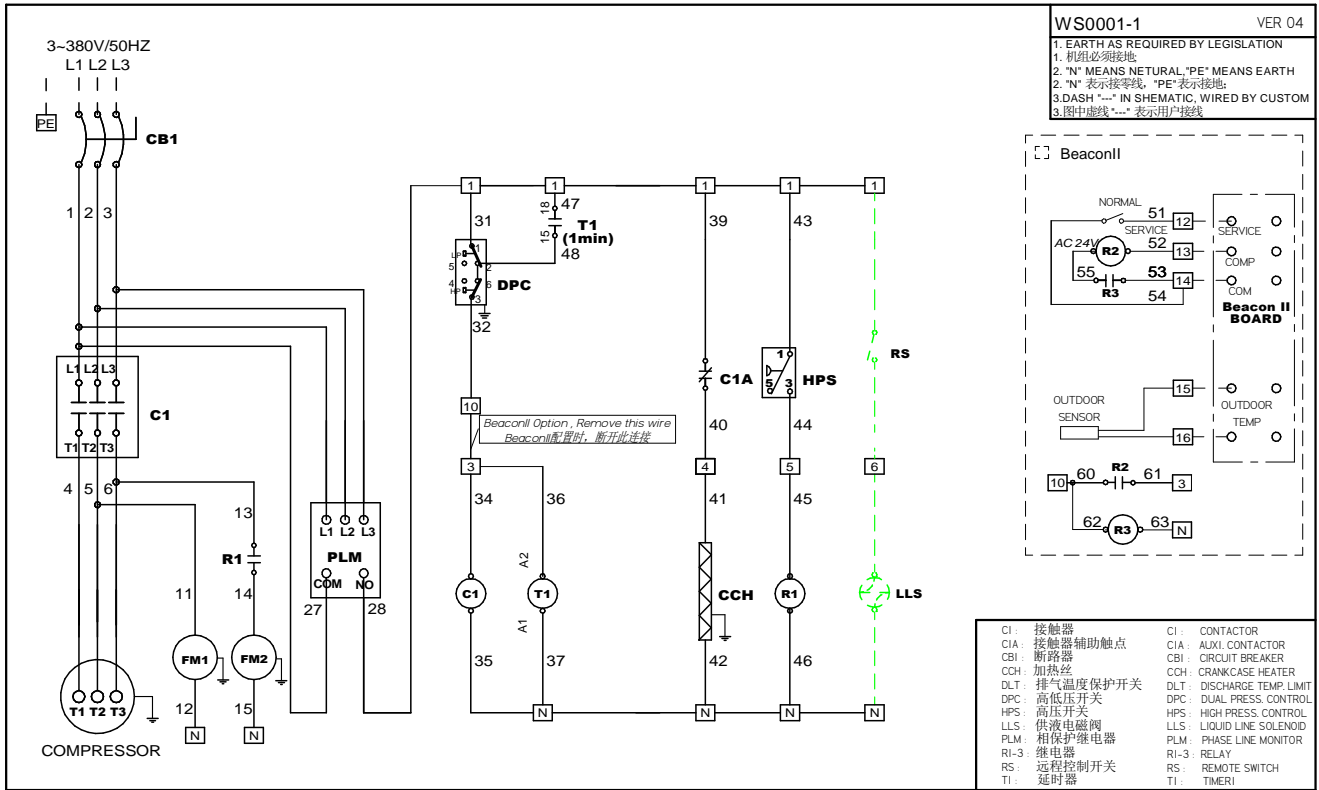 WS0001-1 VER 04
1. EARTH AS REQUIRED BY LEGISLATION
1. 机组必须接地;
2. "N" MEANS NETURAL,"PE" MEANS EARTH
2. "N" 表示接零线, "PE"表示接地;
3.DASH "---" IN SHEMATIC, WIRED BY CUSTOM
3.图中虚线 "---" 表示用户接线
3~380V/50HZ
L1 L2 L3
PE
CB1
1 2 3
L1 L2 L3
C1
T1 T2 T3
4 5 6
13
R1
11 14
FM1 FM2
T1 T2 T3
12 15
N N
COMPRESSOR
L1 L2 L3
PLM
COM NO
27 28
1 1 1 1 1
31 47 39 43
18
T1
15
(1min)
48
1
LP
5 2
4 6
HP
3
DPC
32
C1A
1
5 3
HPS
RS
10
BeaconII Option , Remove this wire
BeaconII配置时，断开此连接
40 44
3 4 5 6
34 36 41 45
A2
C1 T1 CCH R1 LLS
A1
35 37 42 46
N N N N
BeaconII
NORMAL
51 12
SERVICE SERVICE
AC 24V R2 52 13
COMP
55 53 14
R3 COM
54
Beacon II
BOARD
15
OUTDOOR OUTDOOR
SENSOR TEMP
16
R2
10 60 61 3
62 R3 63 N
CI : 接触器 CI : CONTACTOR
CIA : 接触器辅助触点 CIA : AUXI. CONTACTOR
CBI : 断路器 CBI : CIRCUIT BREAKER
CCH : 加热丝 CCH : CRANKCASE HEATER
DLT : 排气温度保护开关 DLT : DISCHARGE TEMP. LIMIT
DPC : 高低压开关 DPC : DUAL PRESS. CONTROL
HPS : 高压开关 HPS : HIGH PRESS. CONTROL
LLS : 供液电磁阀 LLS : LIQUID LINE SOLENOID
PLM : 相保护继电器 PLM : PHASE LINE MONITOR
RI-3 : 继电器 RI-3 : RELAY
RS : 远程控制开关 RS : REMOTE SWITCH
TI : 延时器 TI : TIMERI